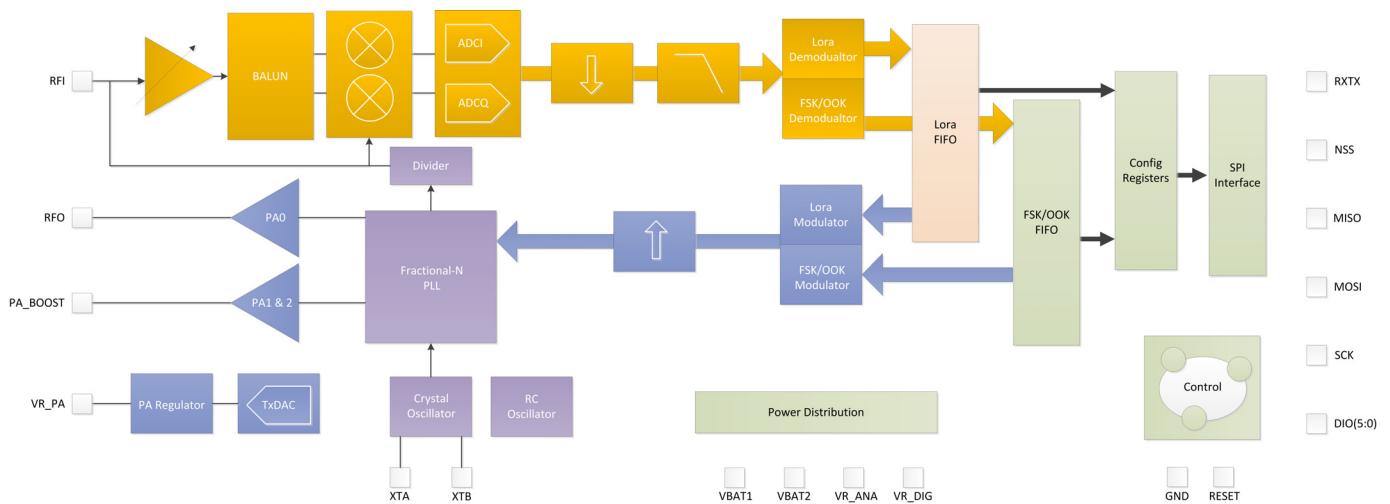 RFI
BALUN
ADCI
ADCQ
Lora
Demodualtor
FSK/OOK
Demodualtor
Lora
FIFO
Config
Registers
SPI
Interface
RXTX
NSS
MISO
MOSI
SCK
DIO(5:0)
Divider
RFO
PA0
Fractional-N
PLL
Lora
Modulator
FSK/OOK
Modulator
FSK/OOK
FIFO
PA_BOOST
PA1 & 2
VR_PA
PA Regulator
TxDAC
Crystal
Oscillator
RC
Oscillator
Power Distribution
Control
XTA
XTB
VBAT1
VBAT2
VR_ANA
VR_DIG
GND
RESET